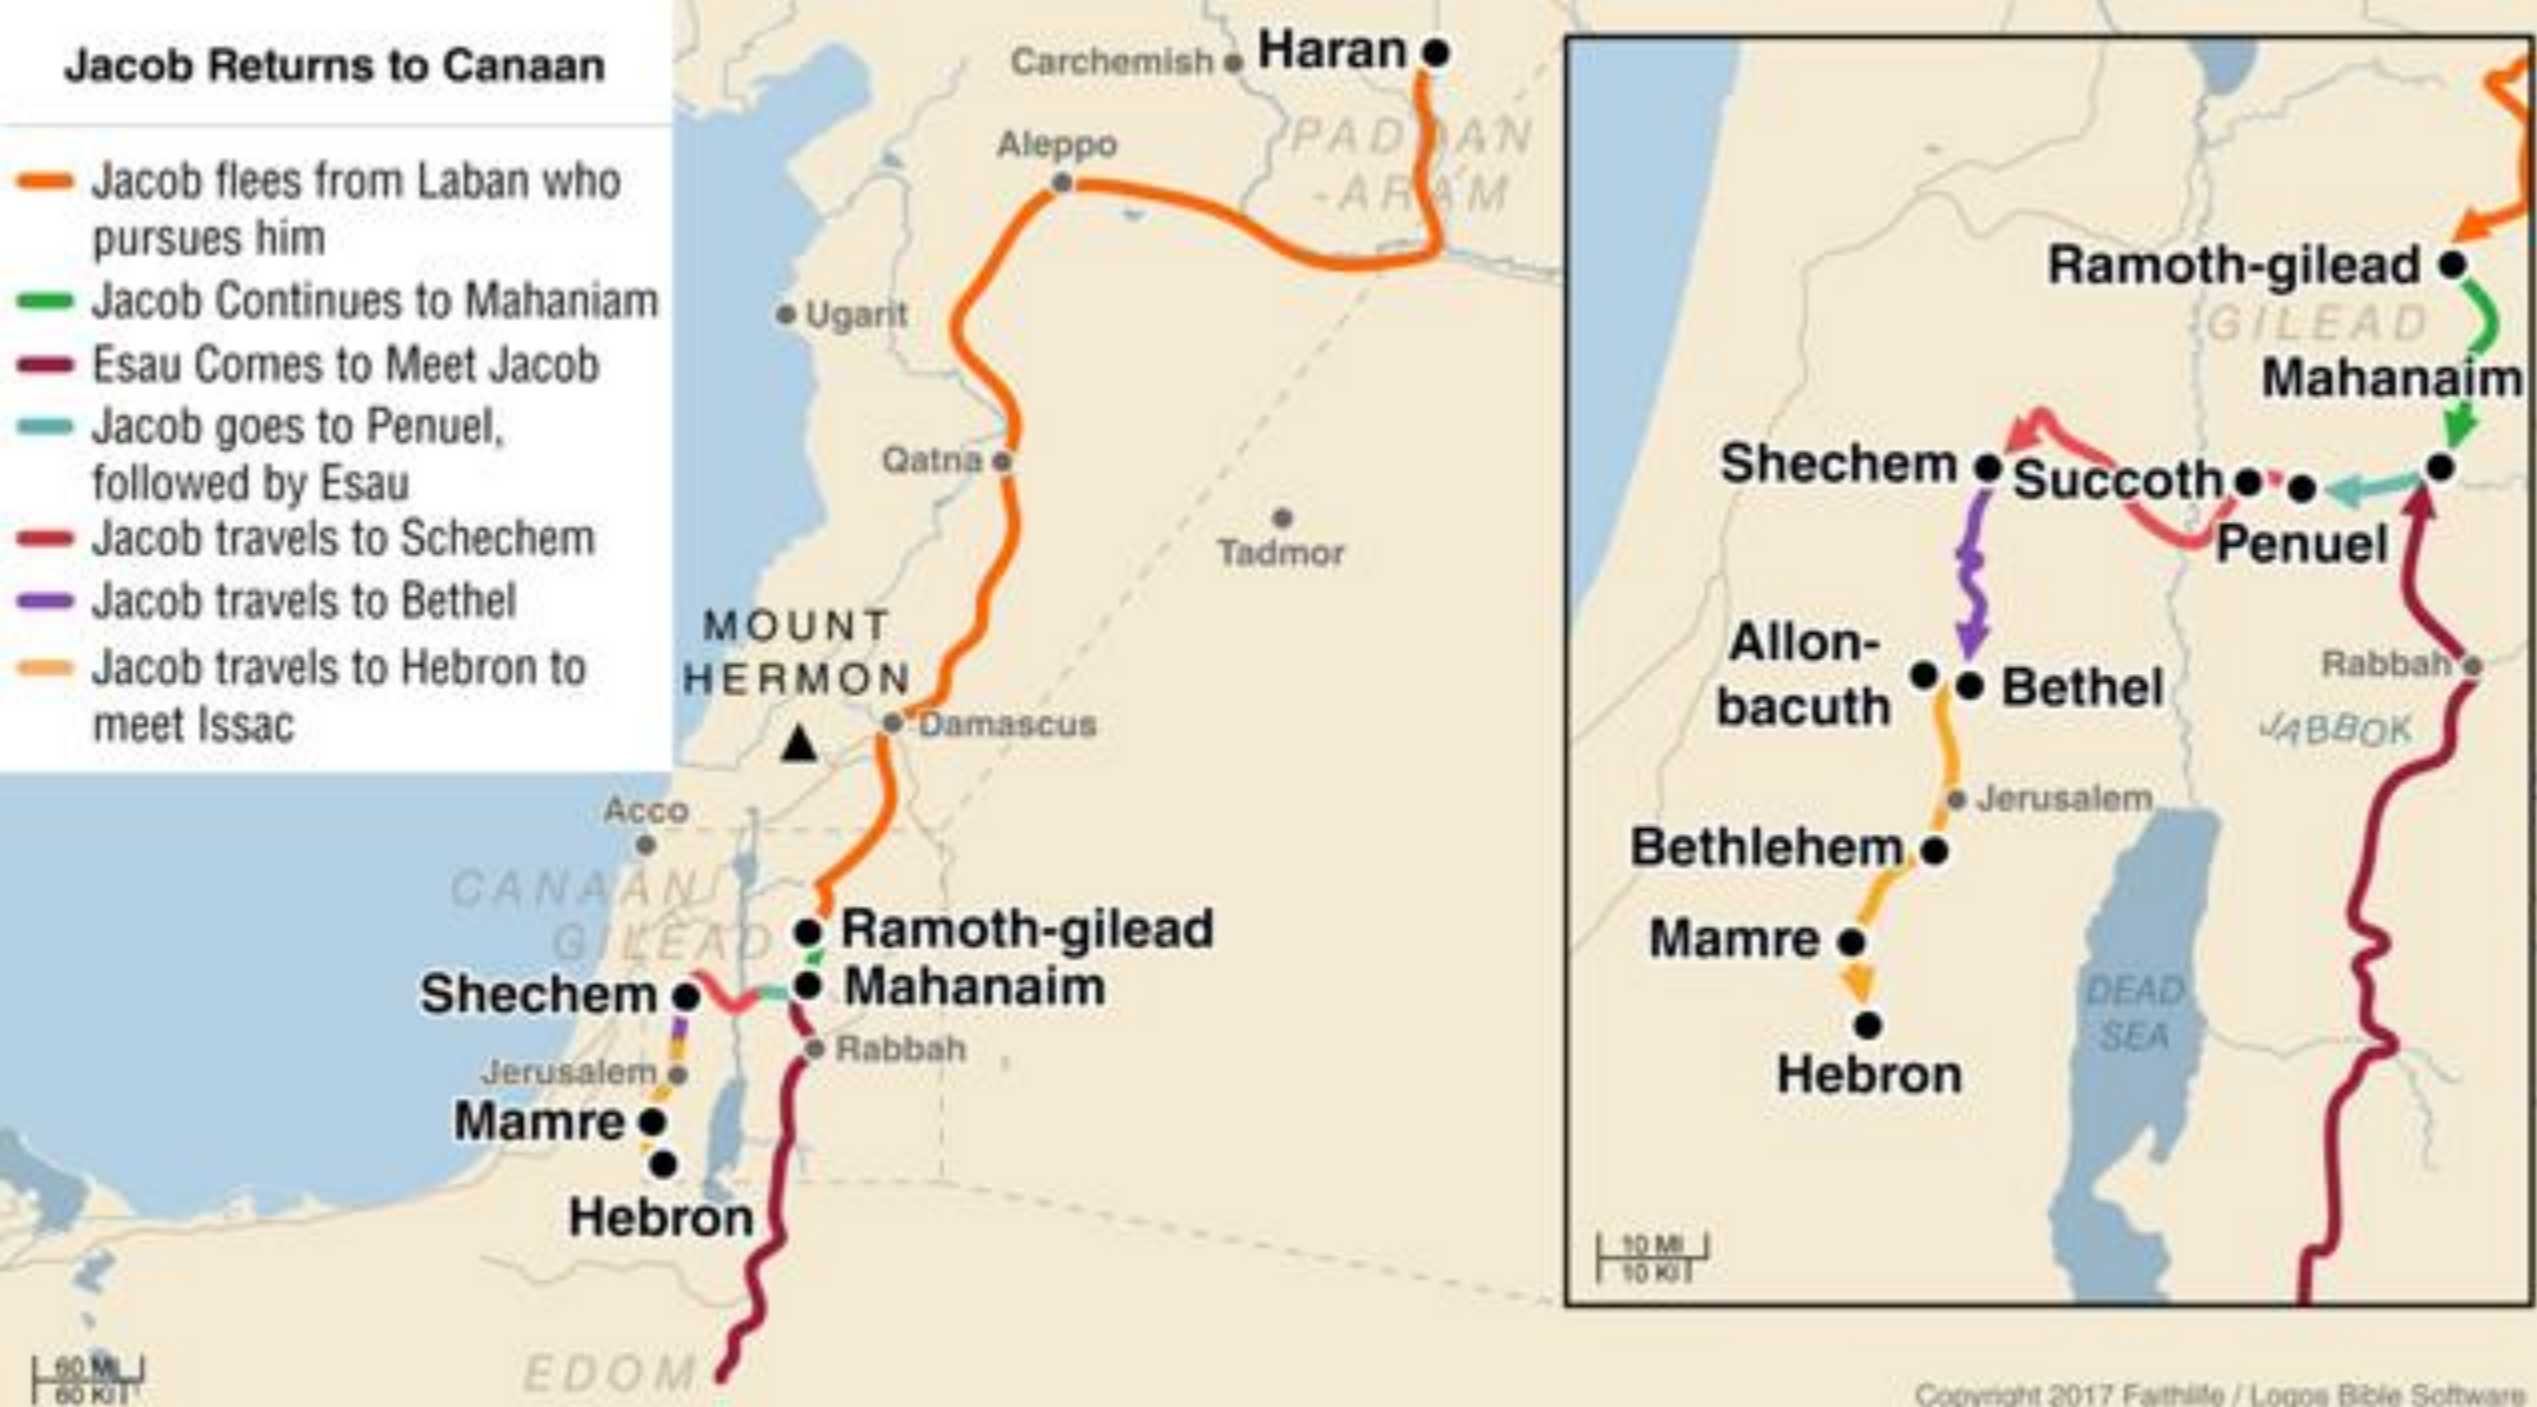 Jacob Returns to Canaan
Jacob flees from Laban who
pursues him
Jacob Continues to Mahaniam
Esau Comes to Meet Jacob
Jacob goes to Penuel,
followed by Esau
Jacob travels to Schechem
Jacob travels to Bethel
Jacob travels to Hebron to
meet Issac
Carchemish
Haran
PADDAN
-ARAM
Aleppo
Ugarit
Qatna
Tadmor
MOUNT
HERMON
Damascus
Acco
CANAAN
GILEAD
Ramoth-gilead
Mahanaim
Shechem
Rabbah
Jerusalem
Mamre
Hebron
EDOM
60 MI
60 KI
Ramoth-gilead
GILEAD
Mahanaim
Shechem
Succoth
Penuel
Allon-
bacuth
Bethel
Rabbah
JABBOK
Jerusalem
Bethlehem
Mamre
DEAD
SEA
Hebron
10 MI
10 KI
Copyright 2017 Faithlife / Logos Bible Software